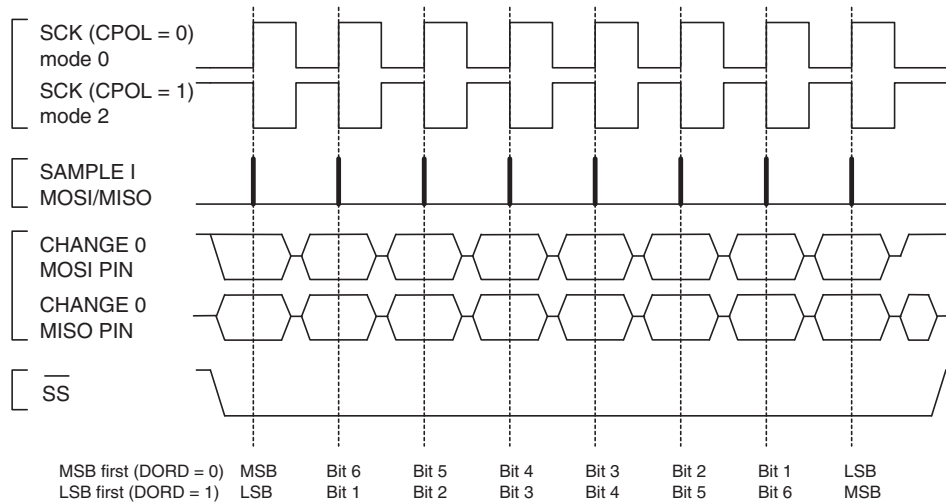 SCK (CPOL = 0)
mode 0
SCK (CPOL = 1)
mode 2
SAMPLE I
MOSI/MISO
CHANGE 0
MOSI PIN
CHANGE 0
MISO PIN
SS
MSB first (DORD = 0) MSB Bit 6 Bit 5 Bit 4 Bit 3 Bit 2 Bit 1 LSB
LSB first (DORD = 1) LSB Bit 1 Bit 2 Bit 3 Bit 4 Bit 5 Bit 6 MSB